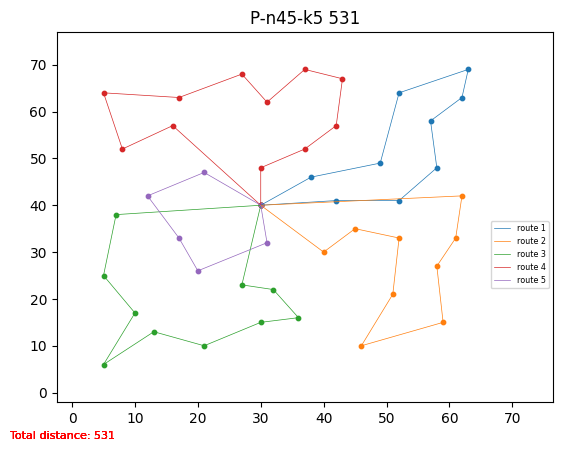 P-n45-k5 531
70
60
50
40
30
20
10
0
route 1
route 2
route 3
route 4
route 5
0 10 20 30 40 50 60 70
Total distance: 531